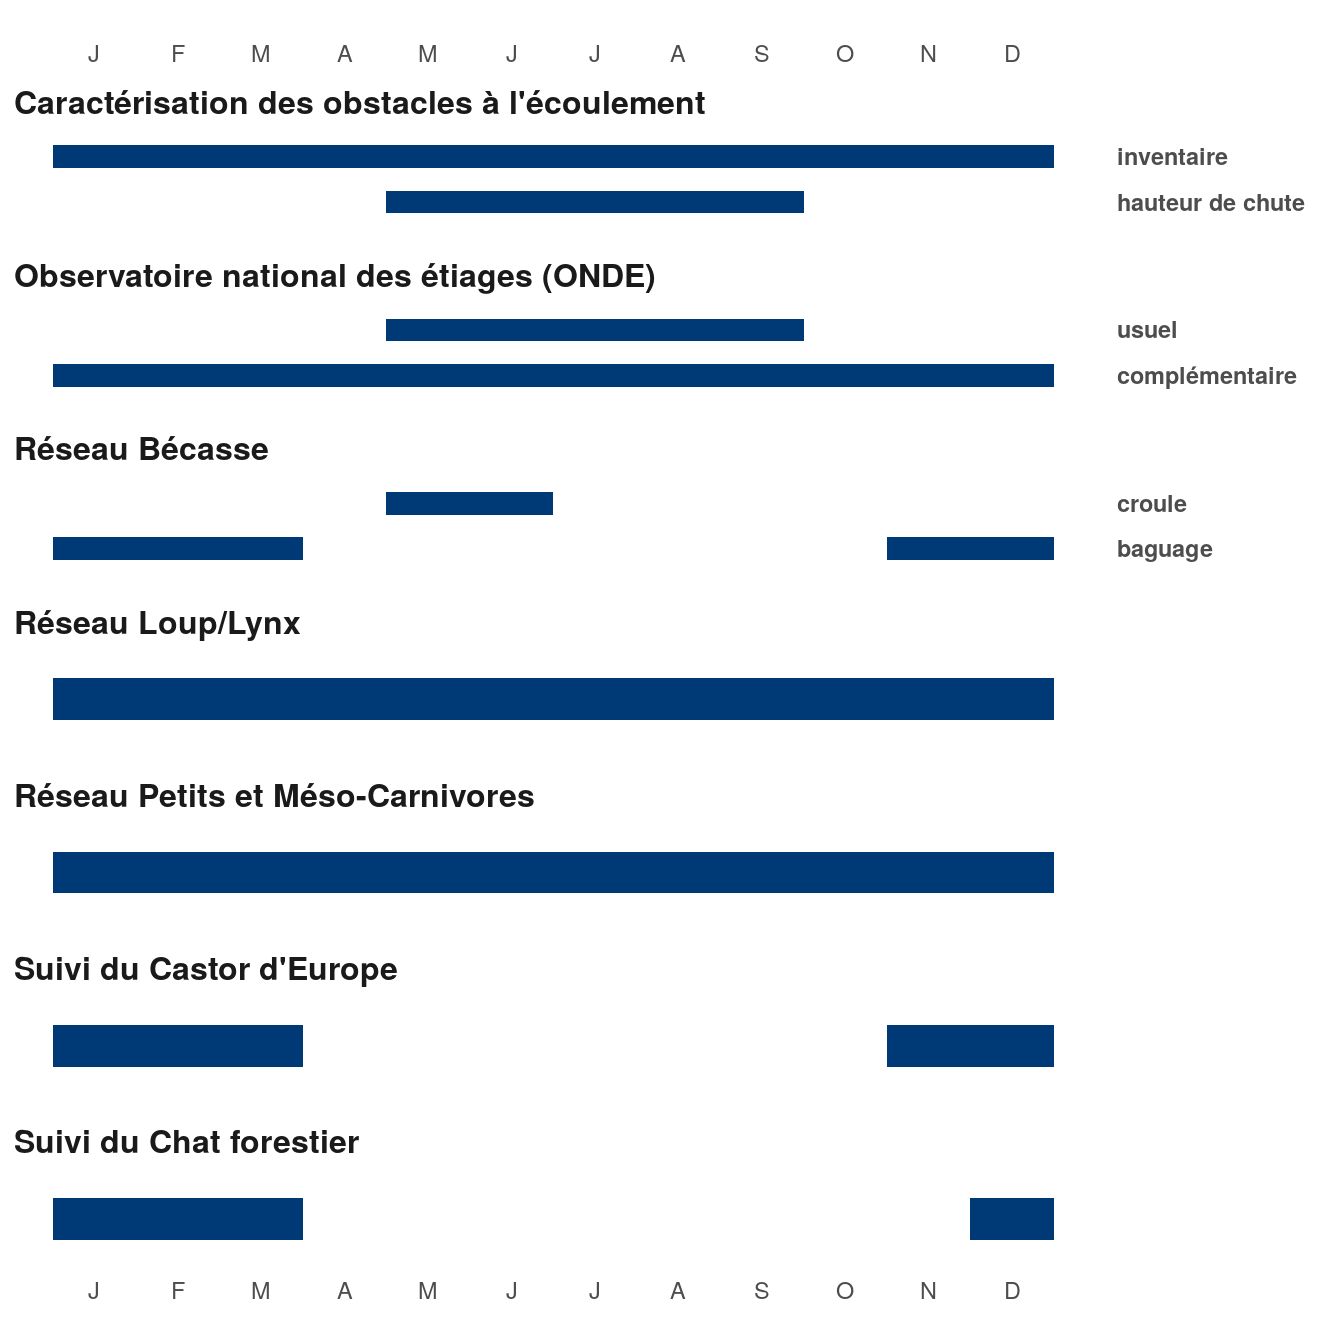 J F M A M J J A S O N D
Caractérisation des obstacles à l'écoulement
inventaire
hauteur de chute
Observatoire national des étiages (ONDE)
usuel
complémentaire
Réseau Bécasse
croule
baguage
Réseau Loup/Lynx
Réseau Petits et Méso-Carnivores
Suivi du Castor d'Europe
Suivi du Chat forestier
J F M A M J J A S O N D